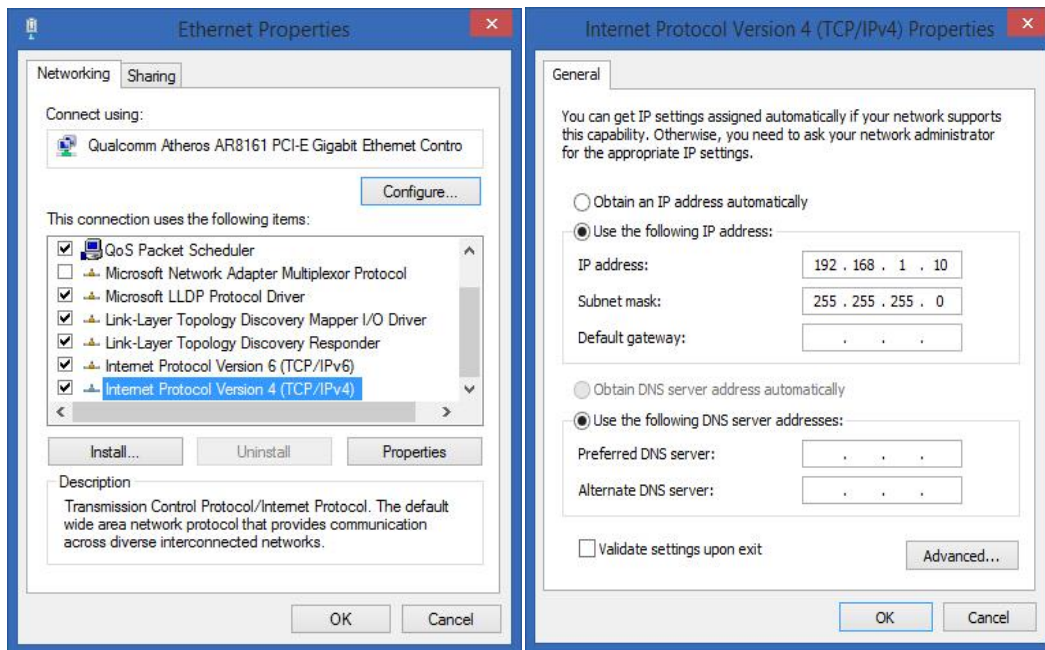 Ethernet Properties
Networking
Sharing
Connect using:
Qualcomm Atheros AR8161 PCI-E Gigabit Ethernet Contro
Configure...
This connection uses the following items:
QoS Packet Scheduler
Microsoft Network Adapter Multiplexor Protocol
Microsoft LLDP Protocol Driver
Link-Layer Topology Discovery Mapper I/O Driver
Link-Layer Topology Discovery Responder
Internet Protocol Version 6 (TCP/IPv6)
Internet Protocol Version 4 (TCP/IPv4)
Install...
Uninstall
Properties
Description
Transmission Control Protocol/Internet Protocol. The default
wide area network protocol that provides communication
across diverse interconnected networks.
OK
Cancel
Internet Protocol Version 4 (TCP/IPv4) Properties
General
You can get IP settings assigned automatically if your network supports
this capability. Otherwise, you need to ask your network administrator
for the appropriate IP settings.
Obtain an IP address automatically
Use the following IP address:
IP address: 192 . 168 . 1 . 10
Subnet mask: 255 . 255 . 255 . 0
Default gateway: . . .
Obtain DNS server address automatically
Use the following DNS server addresses:
Preferred DNS server: . . .
Alternate DNS server: . . .
Validate settings upon exit
Advanced...
OK
Cancel